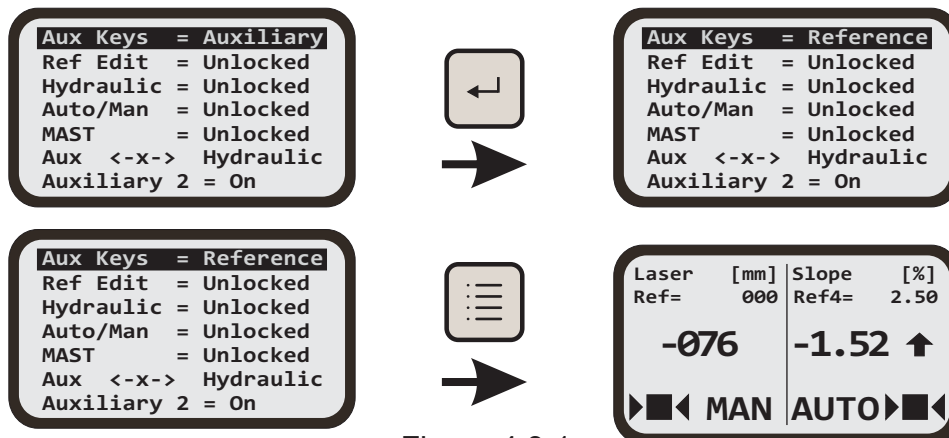 Aux Keys = Auxiliary
Ref Edit = Unlocked
Hydraulic = Unlocked
Auto/Man = Unlocked
MAST = Unlocked
Aux <-x-> Hydraulic
Auxiliary 2 = On
Aux Keys = Reference
Ref Edit = Unlocked
Hydraulic = Unlocked
Auto/Man = Unlocked
MAST = Unlocked
Aux <-x-> Hydraulic
Auxiliary 2 = On
Aux Keys = Reference
Ref Edit = Unlocked
Hydraulic = Unlocked
Auto/Man = Unlocked
MAST = Unlocked
Aux <-x-> Hydraulic
Auxiliary 2 = On
Laser [mm] Slope [%]
Ref= 000 Ref4= 2.50
-076 -1.52
MAN AUTO